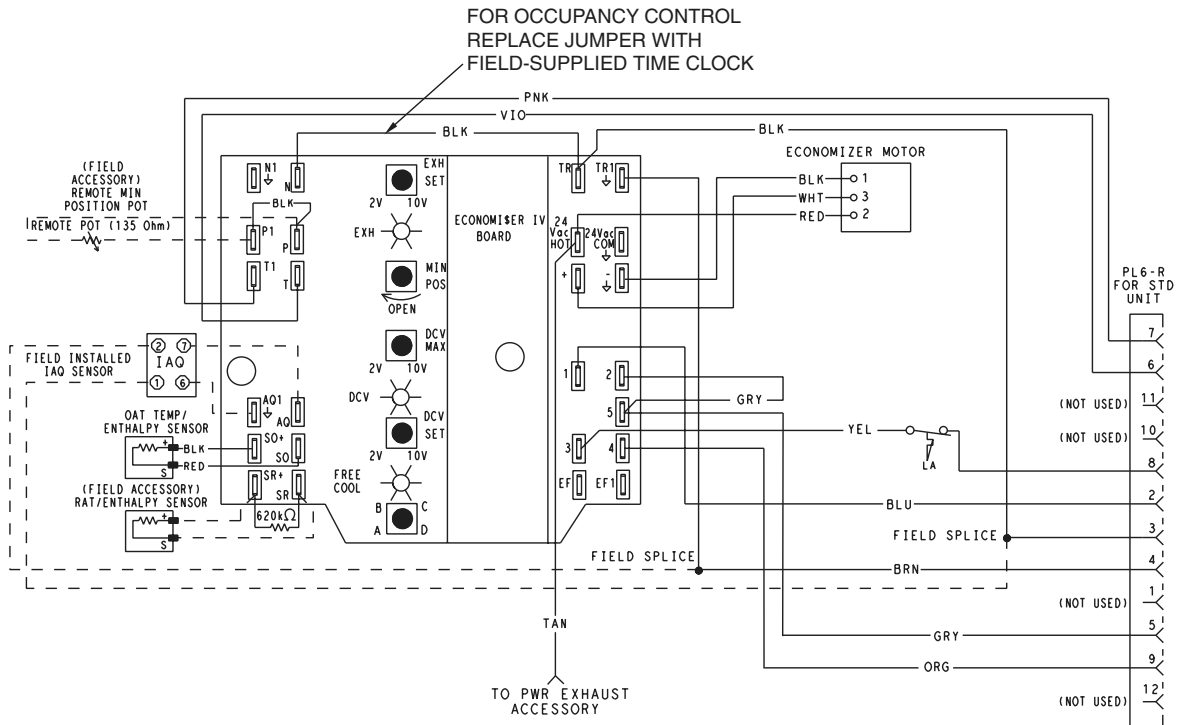 FOR OCCUPANCY CONTROL
REPLACE JUMPER WITH
FIELD-SUPPLIED TIME CLOCK
PNK
VIO
BLK
BLK
(FIELD
ACCESSORY)
REMOTE MIN
POSITION POT
REMOTE POT (135 Ohm)
N1
N
BLK
P1
P
T1
T
EXH
SET
2V 10V
EXH
MIN
POS
OPEN
DCV
MAX
2V 10V
DCV
DCV
SET
2V 10V
FREE
COOL
B C
A D
ECONOMI$ER IV
BOARD
TR
TR1
24
Vac
HOT
24Vac
COM
+
-
1
2
5
3
4
EF
EF1
ECONOMIZER MOTOR
BLK 1
WHT 3
RED 2
FIELD INSTALLED
IAQ SENSOR
2 7
IAQ
1 6
AQ1
AQ
OAT TEMP/
ENTHALPY SENSOR
+
BLK
RED
S
SO+
SO
(FIELD ACCESSORY)
RAT/ENTHALPY SENSOR
+
S
SR+
SR
620kΩ
GRY
YEL
LA
BLU
FIELD SPLICE
FIELD SPLICE
BRN
TAN
GRY
ORG
TO PWR EXHAUST
ACCESSORY
PL6-R
FOR STD
UNIT
7
6
(NOT USED) 11
(NOT USED) 10
8
2
3
4
(NOT USED) 1
5
9
(NOT USED) 12